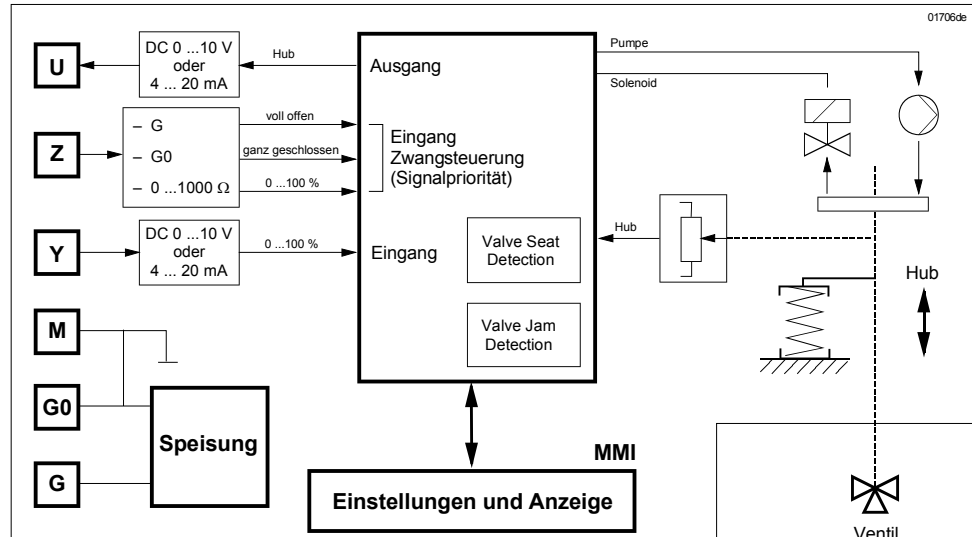 01706de
U
DC 0 ...10 V
oder
4 ... 20 mA
Hub
Ausgang
Pumpe
Solenoid
Z
– G
– G0
– 0 ...1000 Ω
voll offen
ganz geschlossen
0 ...100 %
Eingang
Zwangsteuerung
(Signalpriorität)
Y
DC 0 ...10 V
oder
4 ... 20 mA
0 ...100 %
Eingang
Valve Seat
Detection
Valve Jam
Detection
Hub
Hub
M
G0
G
Speisung
MMI
Einstellungen und Anzeige
Ventil